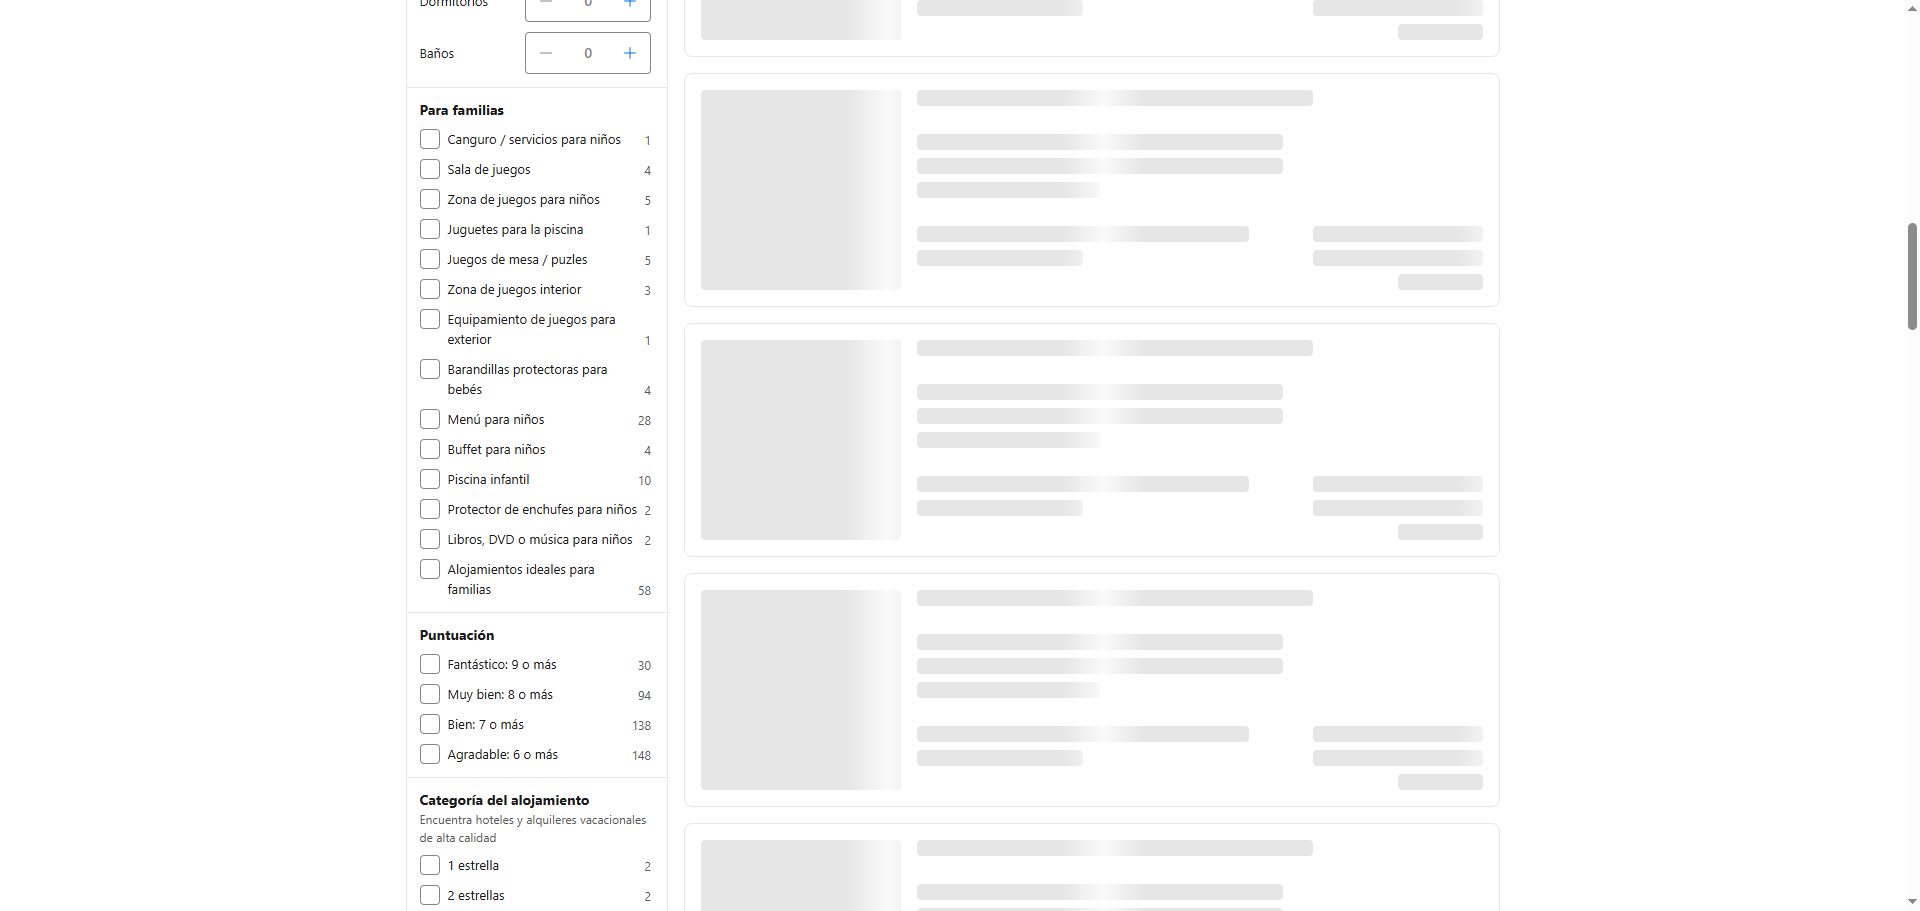 Dormitorios
0
Baños
0
Para familias
Canguro / servicios para niños 1
Sala de juegos 4
Zona de juegos para niños 5
Juguetes para la piscina 1
Juegos de mesa / puzles 5
Zona de juegos interior 3
Equipamiento de juegos para
exterior 1
Barandillas protectoras para
bebés 4
Menú para niños 28
Buffet para niños 4
Piscina infantil 10
Protector de enchufes para niños 2
Libros, DVD o música para niños 2
Alojamientos ideales para
familias 58
Puntuación
Fantástico: 9 o más 30
Muy bien: 8 o más 94
Bien: 7 o más 138
Agradable: 6 o más 148
Categoría del alojamiento
Encuentra hoteles y alquileres vacacionales
de alta calidad
1 estrella 2
2 estrellas 2